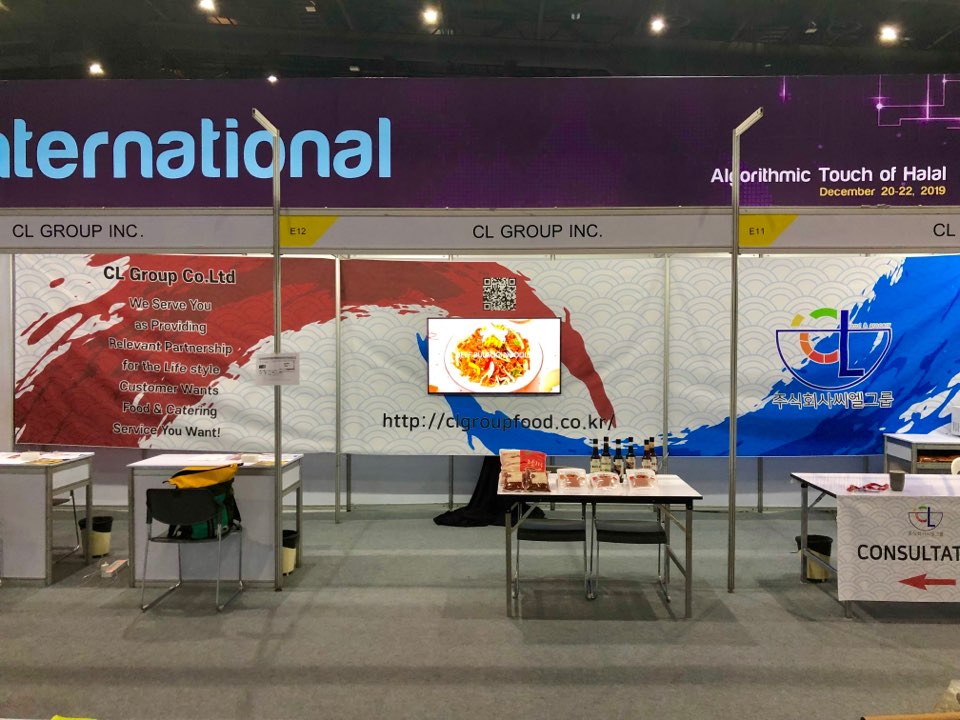 nternational
Algorithmic Touch of Halal
December 20-22, 2019
CL GROUP INC.
E12
CL GROUP INC.
E11
CL
CL Group Co.Ltd
We Serve You
as Providing
Relevant Partnership
for the Life style
Customer Wants
Food & Catering
Service You Want!
http://clgroupfood.co.kr/
CL
주식회사씨엘그룹
CONSULTAT